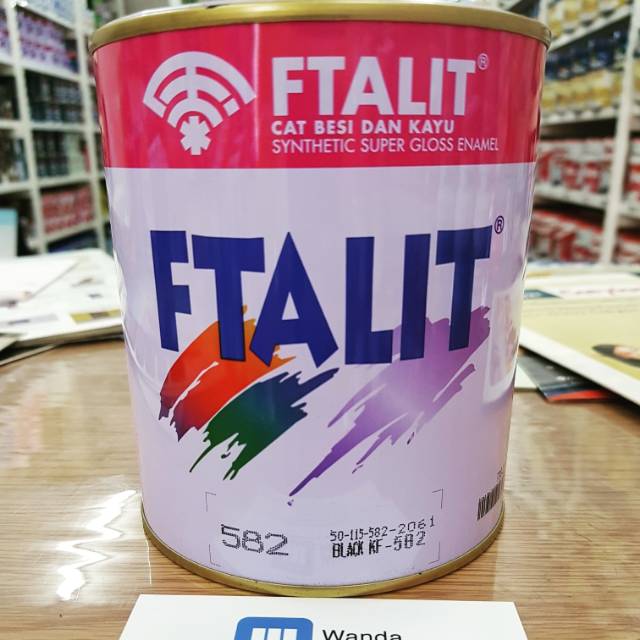 FTALIT®
CAT BESI DAN KAYU
SYNTHETIC SUPER GLOSS ENAMEL
FTALIT®
582
50-115-582-2061
BLACK KF-582
Wanda